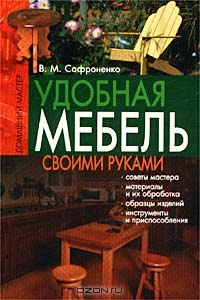 В. М. Сафроненко
ДОМАШНИЙ МАСТЕР
УДОБНАЯ
МЕБЕЛЬ
СВОИМИ РУКАМИ
· советы мастера
· материалы
и их обработка
· образцы изделий
· инструменты
и приспособления
ozon.ru